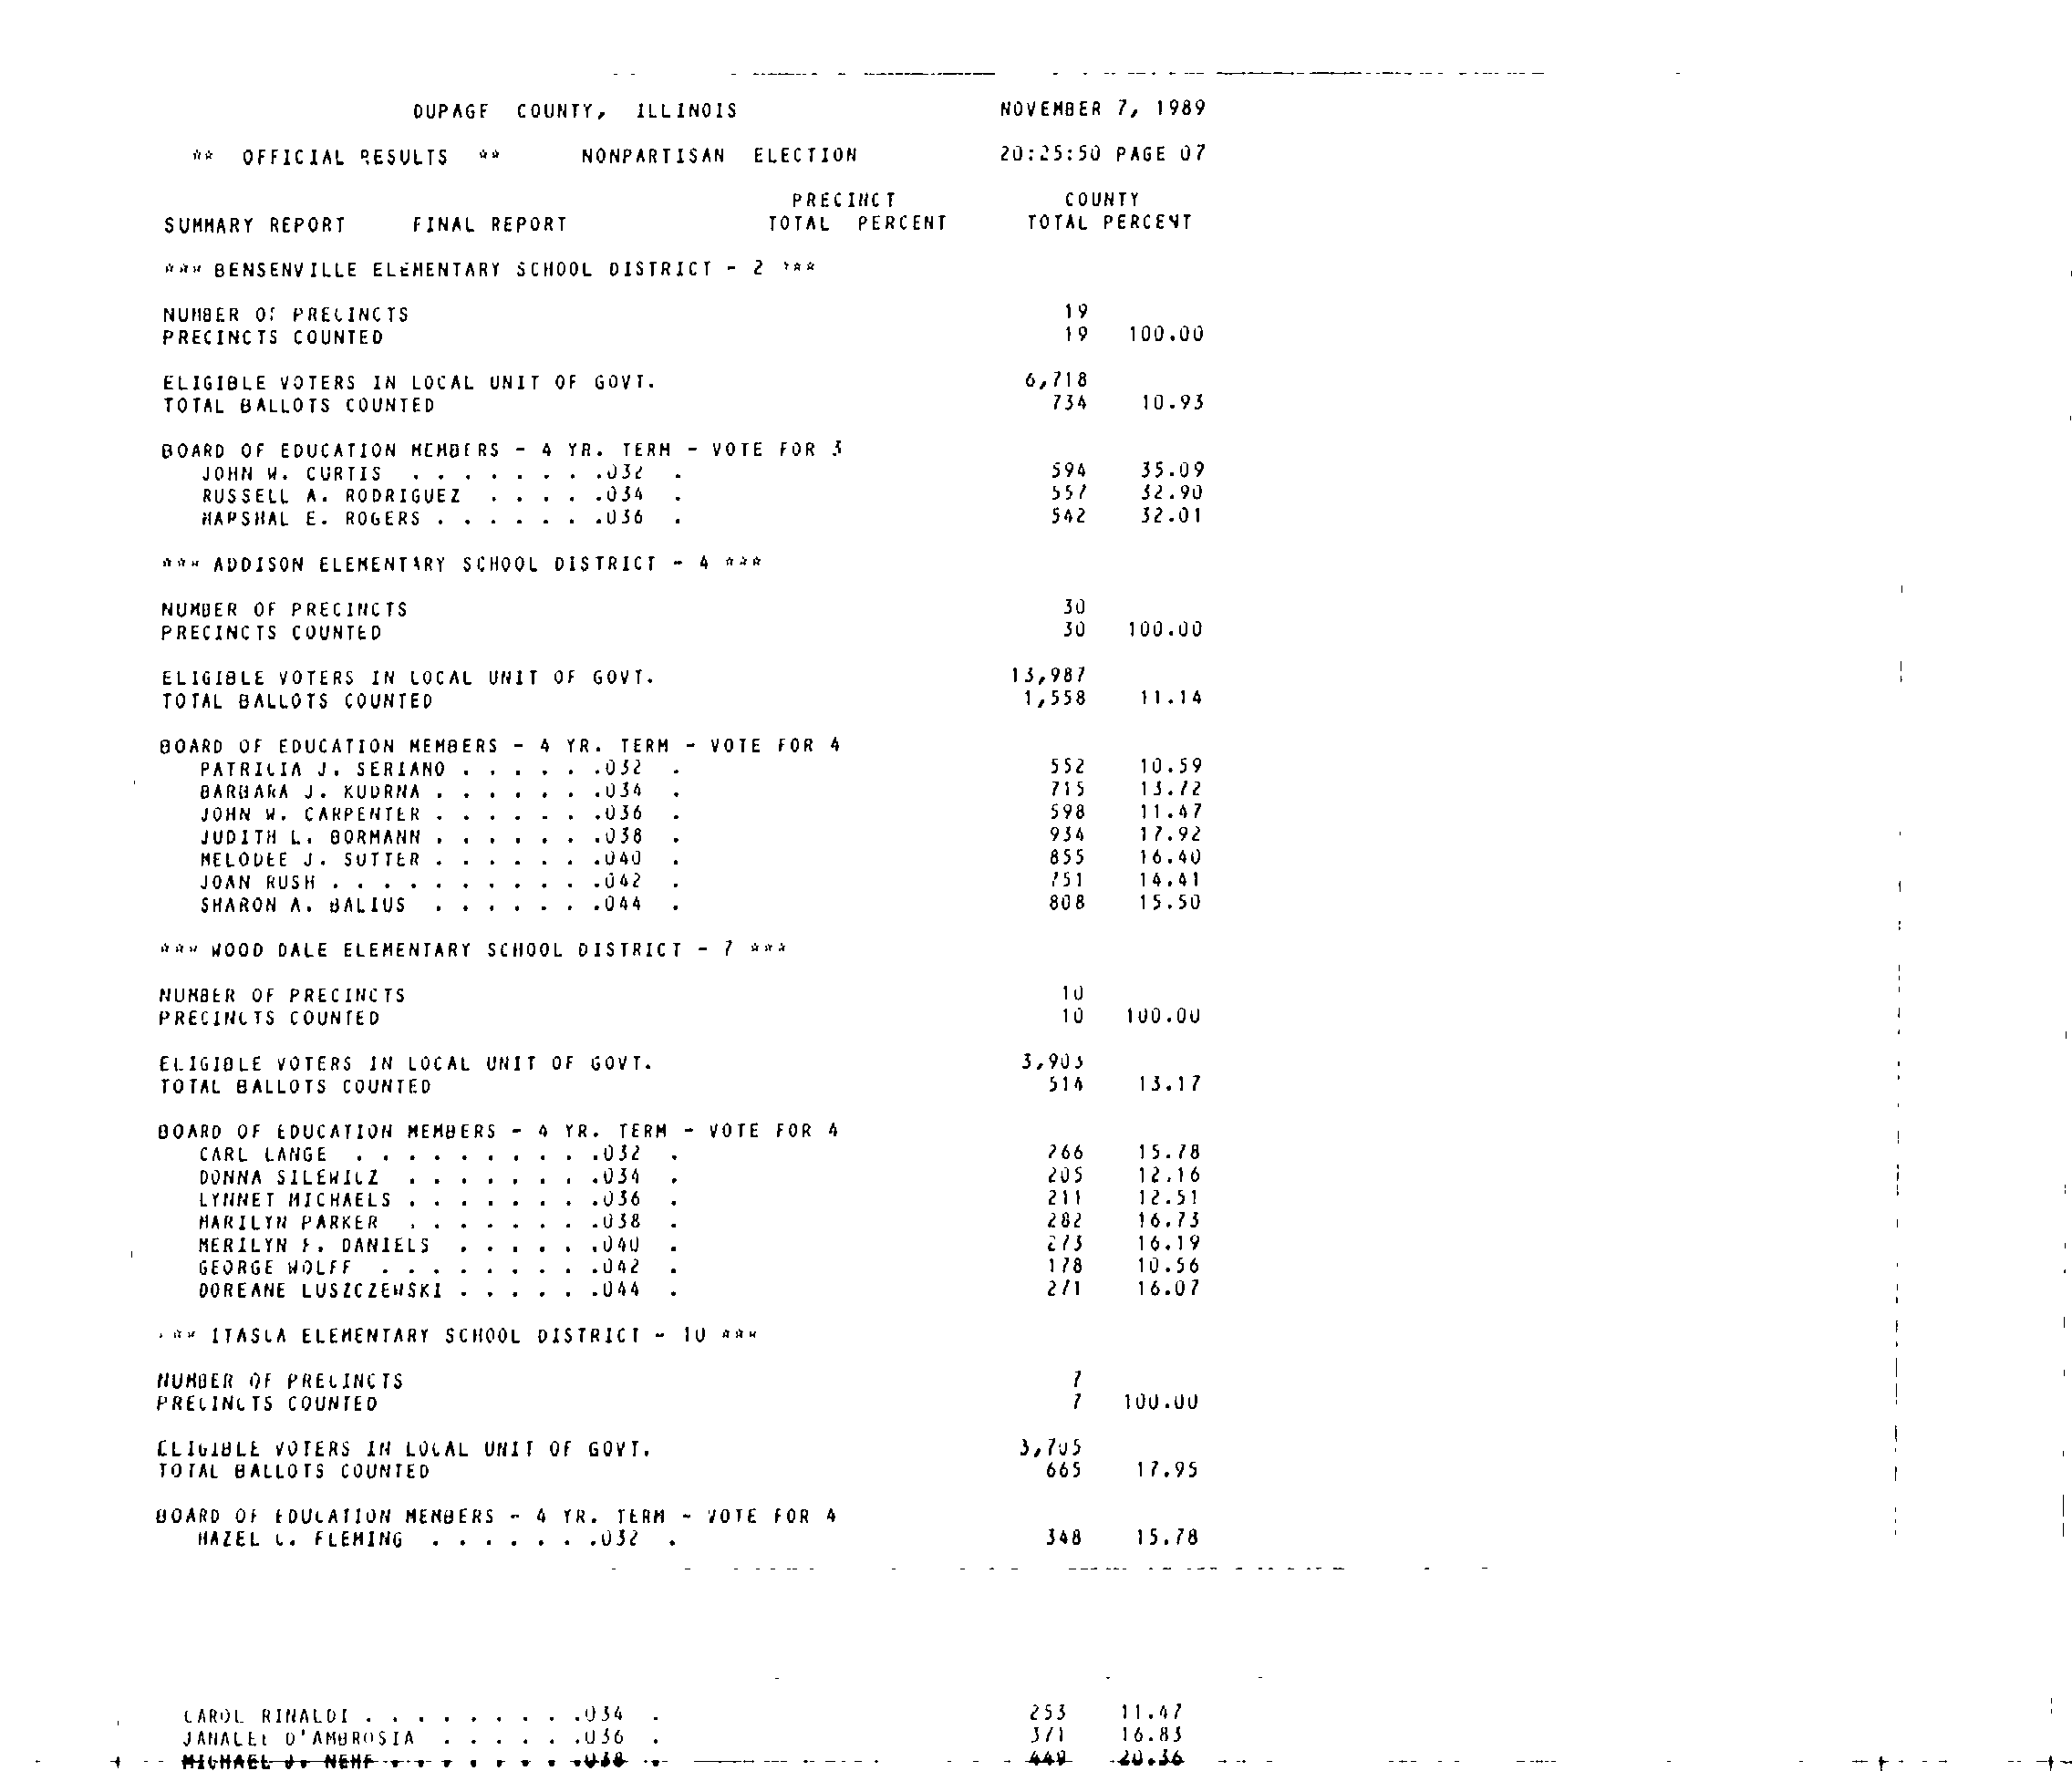 DUPAGE COUNTY, ILLINOIS NOVEMBER 7, 1989
** OFFICIAL RESULTS ** NONPARTISAN ELECTION 20:25:50 PAGE 07
PRECINCT COUNTY
SUMMARY REPORT FINAL REPORT TOTAL PERCENT TOTAL PERCENT
*** BENSENVILLE ELEMENTARY SCHOOL DISTRICT - 2 ***
NUMBER OF PRECINCTS 19
PRECINCTS COUNTED 19 100.00
ELIGIBLE VOTERS IN LOCAL UNIT OF GOVT. 6,718
TOTAL BALLOTS COUNTED 734 10.93
BOARD OF EDUCATION MEMBERS - 4 YR. TERM - VOTE FOR 3
JOHN W. CURTIS . . . . . . . .032 . 594 35.09
RUSSELL A. RODRIGUEZ . . . . .034 . 557 32.90
MARSHAL E. ROGERS . . . . . . .036 . 542 32.01
*** ADDISON ELEMENTARY SCHOOL DISTRICT - 4 ***
NUMBER OF PRECINCTS 30
PRECINCTS COUNTED 30 100.00
ELIGIBLE VOTERS IN LOCAL UNIT OF GOVT. 13,987
TOTAL BALLOTS COUNTED 1,558 11.14
BOARD OF EDUCATION MEMBERS - 4 YR. TERM - VOTE FOR 4
PATRICIA J. SERIANO . . . . . .032 . 552 10.59
BARBARA J. KUDRNA . . . . . . .034 . 715 13.72
JOHN W. CARPENTER . . . . . . .036 . 598 11.47
JUDITH L. BORMANN . . . . . . .038 . 934 17.92
MELODEE J. SUTTER . . . . . . .040 . 855 16.40
JOAN RUSH . . . . . . . . . . .042 . 751 14.41
SHARON A. BALIUS . . . . . . .044 . 808 15.50
*** WOOD DALE ELEMENTARY SCHOOL DISTRICT - 7 ***
NUMBER OF PRECINCTS 10
PRECINCTS COUNTED 10 100.00
ELIGIBLE VOTERS IN LOCAL UNIT OF GOVT. 3,903
TOTAL BALLOTS COUNTED 514 13.17
BOARD OF EDUCATION MEMBERS - 4 YR. TERM - VOTE FOR 4
CARL LANGE . . . . . . . . . .032 . 266 15.78
DONNA SILEWICZ . . . . . . . .034 . 205 12.16
LYNNET MICHAELS . . . . . . . .036 . 211 12.51
MARILYN PARKER . . . . . . . .038 . 282 16.73
MERILYN F. DANIELS . . . . . .040 . 273 16.19
GEORGE WOLFF . . . . . . . . .042 . 178 10.56
DOREANE LUSZCZEWSKI . . . . . .044 . 271 16.07
*** ITASCA ELEMENTARY SCHOOL DISTRICT - 10 ***
NUMBER OF PRECINCTS 7
PRECINCTS COUNTED 7 100.00
ELIGIBLE VOTERS IN LOCAL UNIT OF GOVT. 3,705
TOTAL BALLOTS COUNTED 665 17.95
BOARD OF EDUCATION MEMBERS - 4 YR. TERM - VOTE FOR 4
HAZEL C. FLEMING . . . . . . .032 . 348 15.78
CAROL RINALDI . . . . . . . . .034 . 253 11.47
JANALEE D'AMBROSIA . . . . . .036 . 371 16.83
MICHAEL J. . . . . . . . .038 . 449 20.36